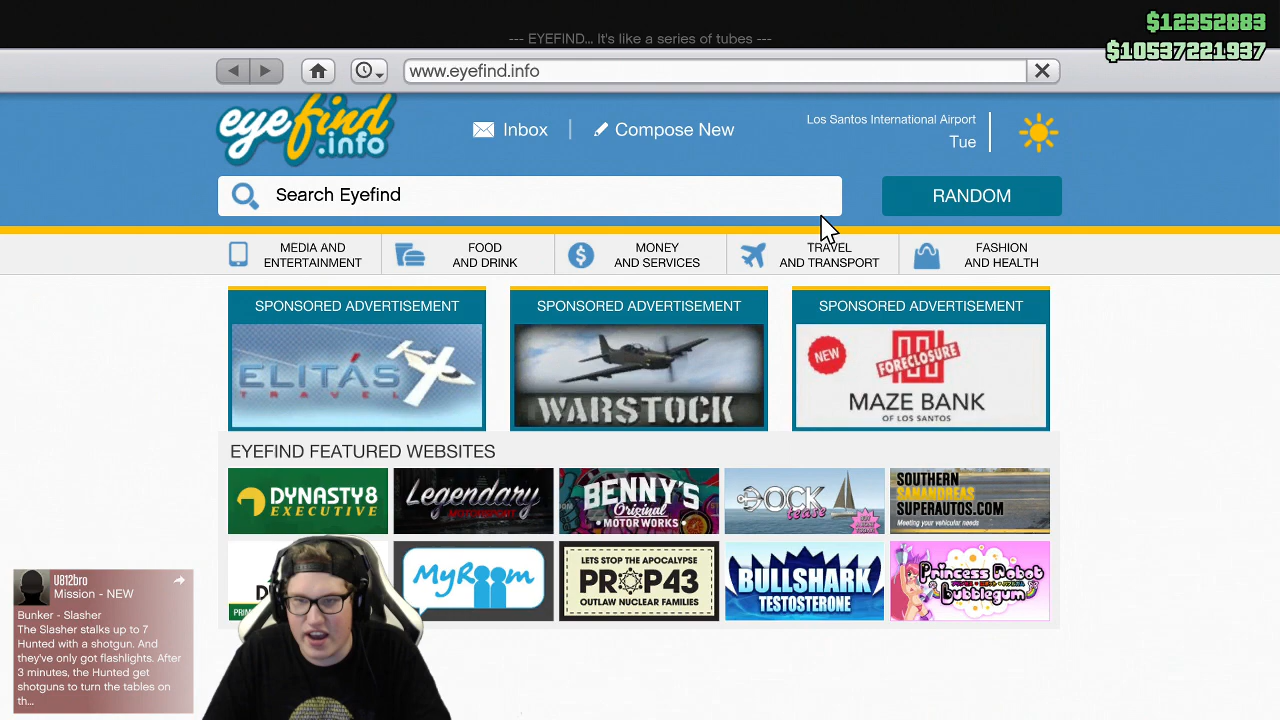 $12352883
--- EYEFIND... It's like a series of tubes ---
$10537221937
www.eyefind.info
eyefind
.info
Inbox
Compose New
Los Santos International Airport
Tue
Search Eyefind
RANDOM
MEDIA AND
ENTERTAINMENT
FOOD
AND DRINK
MONEY
AND SERVICES
TRAVEL
AND TRANSPORT
FASHION
AND HEALTH
SPONSORED ADVERTISEMENT
SPONSORED ADVERTISEMENT
SPONSORED ADVERTISEMENT
ELITÁS
TRAVEL
WARSTOCK
NEW
FORECLOSURE
MAZE BANK
OF LOS SANTOS
EYEFIND FEATURED WEBSITES
DYNASTY8
EXECUTIVE
Legendary
MOTORSPORT
BENNY'S
Original
MOTOR WORKS
DOCK
tease
SOUTHERN
SANANDREAS
SUPERAUTOS.COM
Meeting your vehicular needs
MyRoom
LETS STOP THE APOCALYPSE
PROP43
OUTLAW NUCLEAR FAMILIES
BULLSHARK
TESTOSTERONE
Princess Robot
bubblegum
UB12bro
Mission - NEW
Bunker - Slasher
The Slasher stalks up to 7
Hunted with a shotgun. And
they've only got flashlights. After
3 minutes, the Hunted get
shotguns to turn the tables on
th...